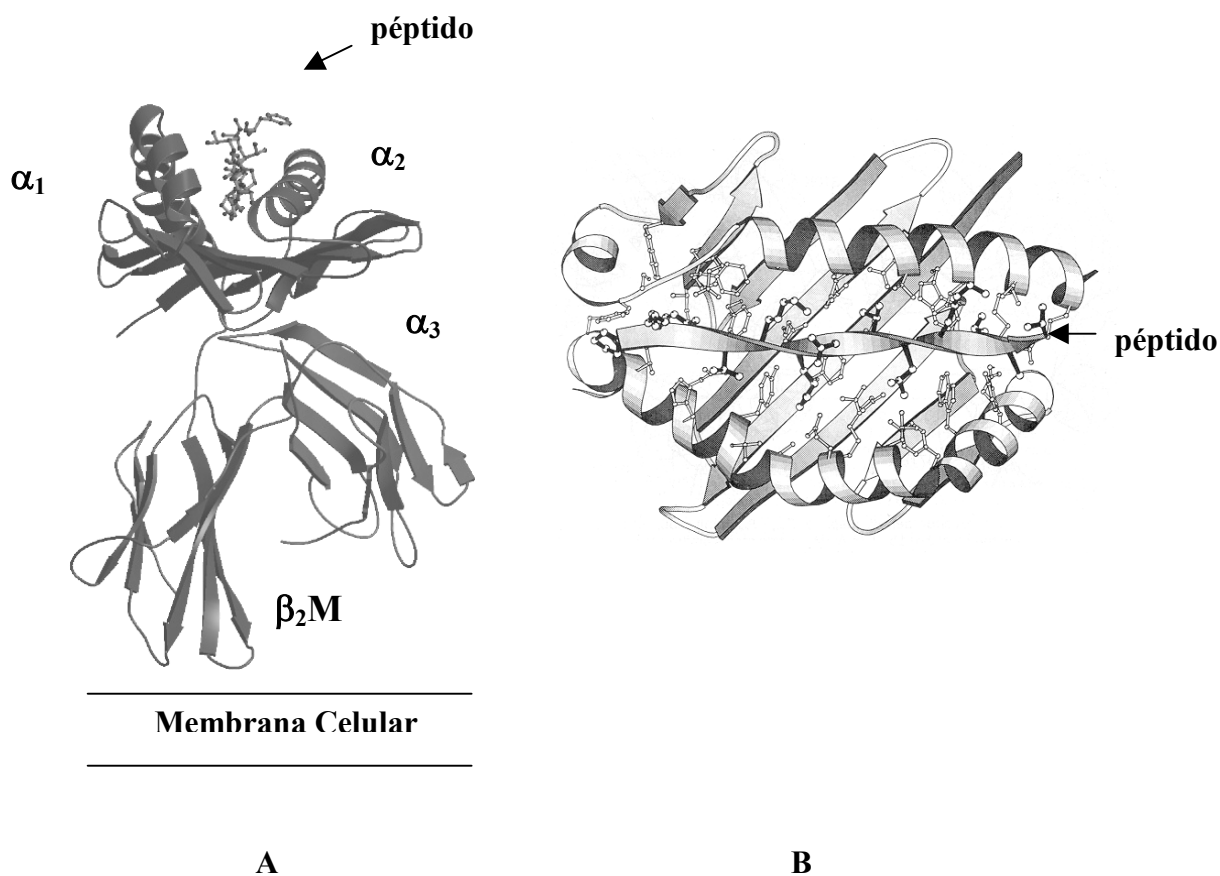 péptido
α₁
α₂
α₃
β₂M
Membrana Celular
péptido
A
B